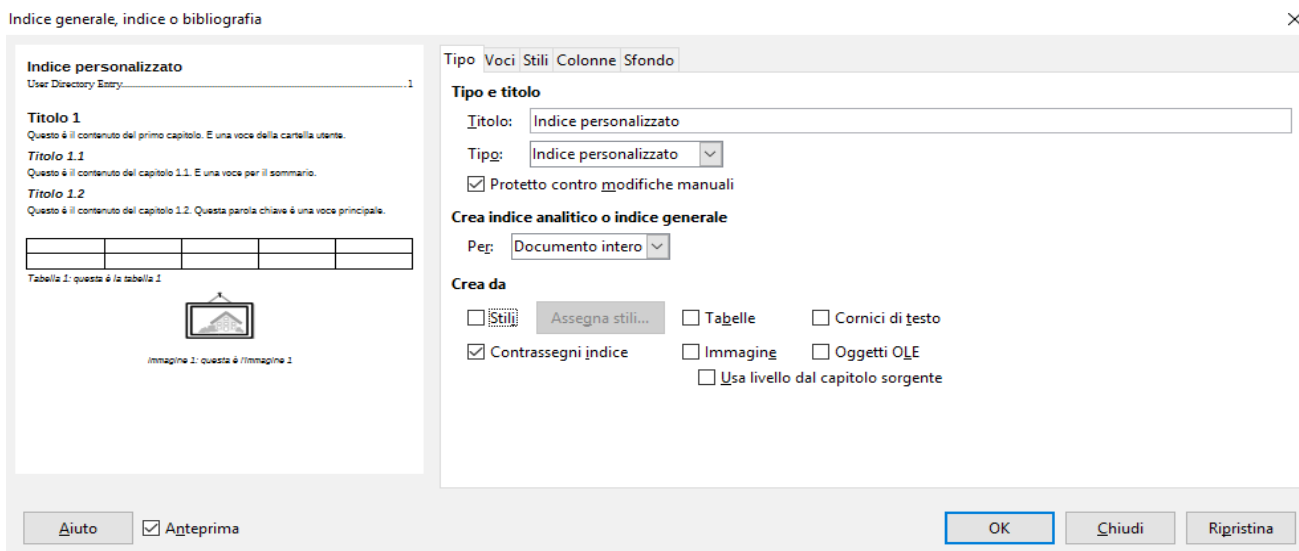 Indice generale, indice o bibliografia
Indice personalizzato
User Directory Entry 1
Titolo 1
Questo é il contenuto del primo capitolo. E una voce della cartella utente.
Titolo 1.1
Questo é il contenuto del capitolo 1.1. E una voce per il sommario.
Titolo 1.2
Questo é il contenuto del capitolo 1.2. Questa parola chiave é una voce principale.
Tabella 1: questa é la tabella 1
Immagine 1: questa é l'immagine 1
Tipo Voci Stili Colonne Sfondo
Tipo e titolo
Titolo: Indice personalizzato
Tipo: Indice personalizzato
Protetto contro modifiche manuali
Crea indice analitico o indice generale
Per: Documento intero
Crea da
Stili Assegna stili... Tabelle Cornici di testo
Contrassegni indice Immagine Oggetti OLE
Usa livello dal capitolo sorgente
Aiuto Anteprima OK Chiudi Ripristina